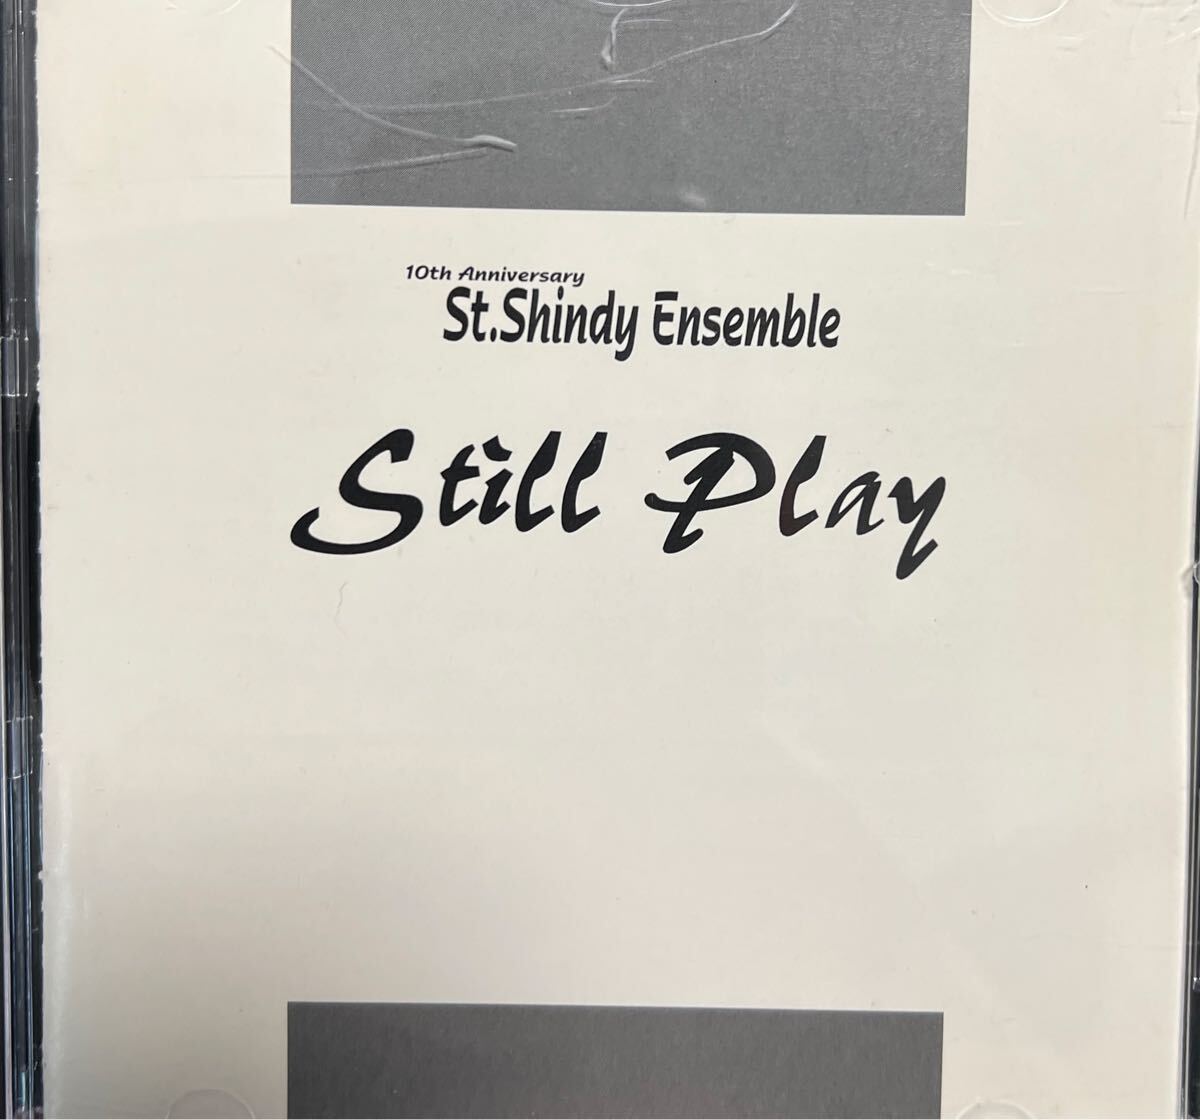 10th Anniversary
St.Shindy Ensemble
Still Play